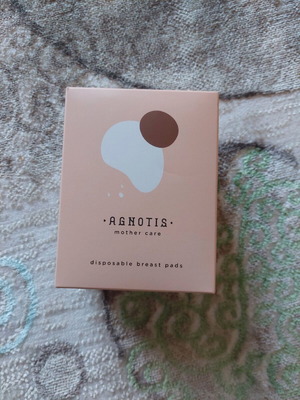 ·AGNOTIS·
mother care
disposable breast pads